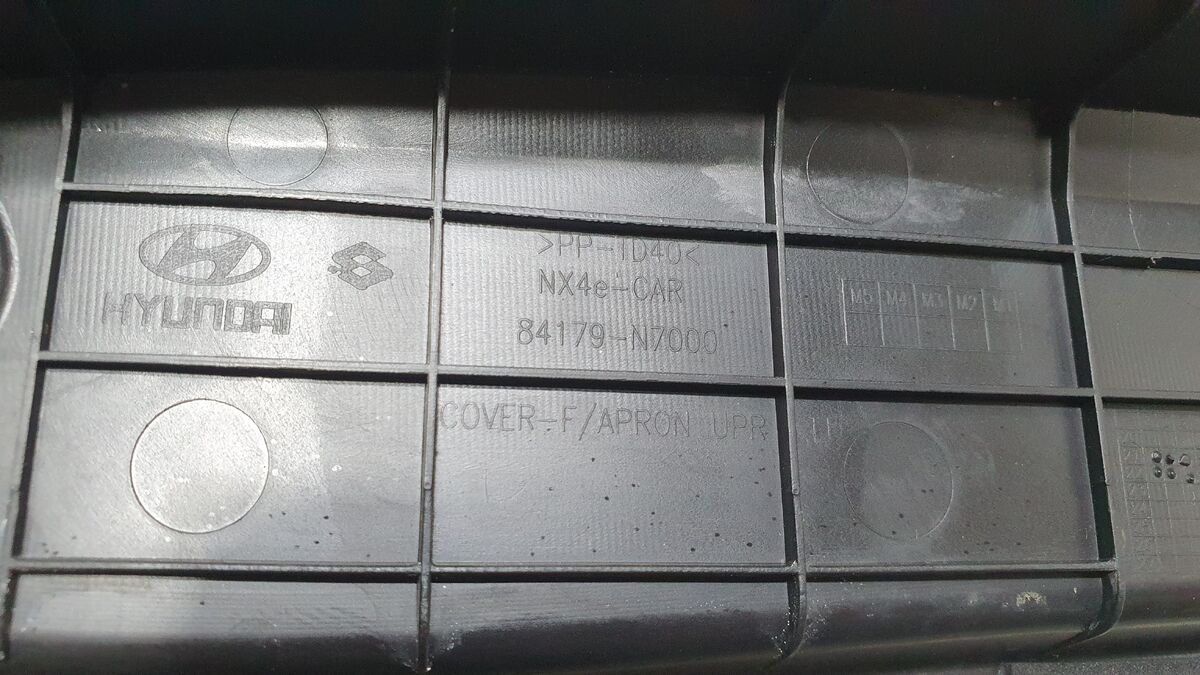 HYUNDAI
>PP-TD40<
NX4e-CAR
84179-N7000
COVER-F/APRON UPR
M5 M4 M3 M2 M1